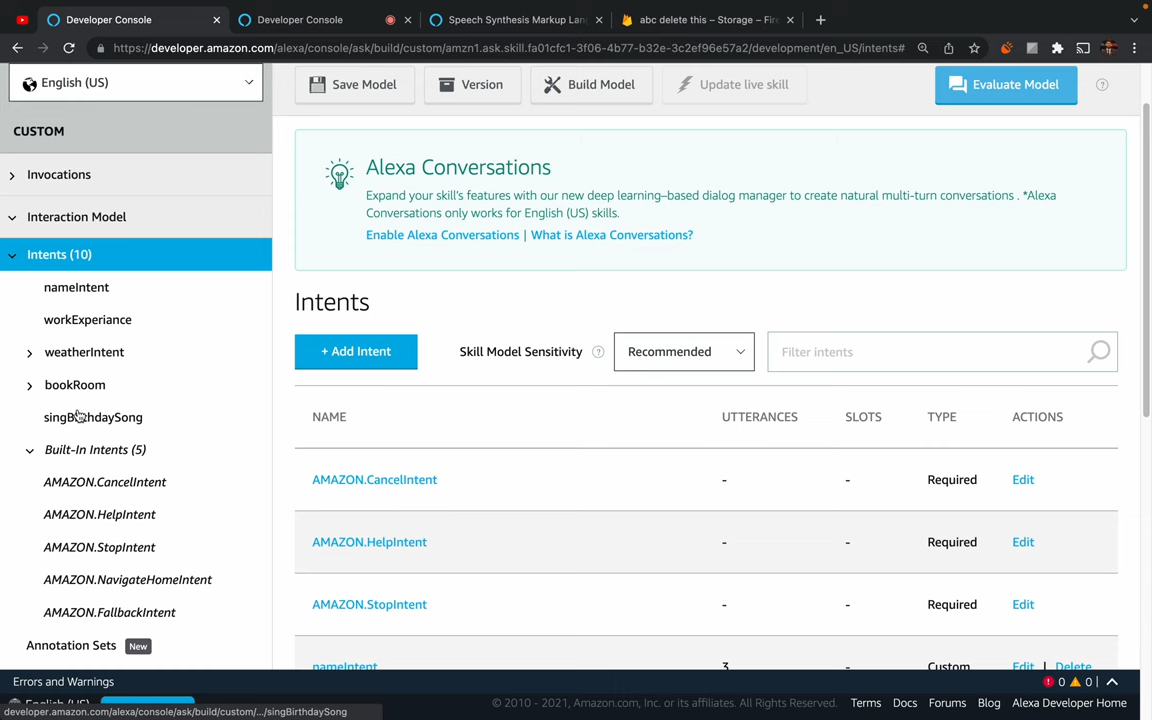 Developer Console
Developer Console
Speech Synthesis Markup Lan
abc delete this – Storage – Fire
https://developer.amazon.com/alexa/console/ask/build/custom/amzn1.ask.skill.fa01cfc1-3f06-4b77-b32e-3c2ef96e57a2/development/en_US/intents#
English (US)
Save Model
Version
Build Model
Update live skill
Evaluate Model
CUSTOM
Invocations
Interaction Model
Intents (10)
nameIntent
workExperiance
weatherIntent
bookRoom
singBirthdaySong
Built-In Intents (5)
AMAZON.CancelIntent
AMAZON.HelpIntent
AMAZON.StopIntent
AMAZON.NavigateHomeIntent
AMAZON.FallbackIntent
Annotation Sets New
Alexa Conversations
Expand your skill's features with our new deep learning–based dialog manager to create natural multi-turn conversations . *Alexa
Conversations only works for English (US) skills.
Enable Alexa Conversations | What is Alexa Conversations?
Intents
+ Add Intent
Skill Model Sensitivity
Recommended
Filter intents
NAME UTTERANCES SLOTS TYPE ACTIONS
AMAZON.CancelIntent - - Required Edit
AMAZON.HelpIntent - - Required Edit
AMAZON.StopIntent - - Required Edit
nameIntent 3 - Custom Edit | Delete
Errors and Warnings
0 0
English (US)
© 2010 - 2021, Amazon.com, Inc. or its affiliates. All Rights Reserved.
Terms Docs Forums Blog Alexa Developer Home
developer.amazon.com/alexa/console/ask/build/custom/.../singBirthdaySong